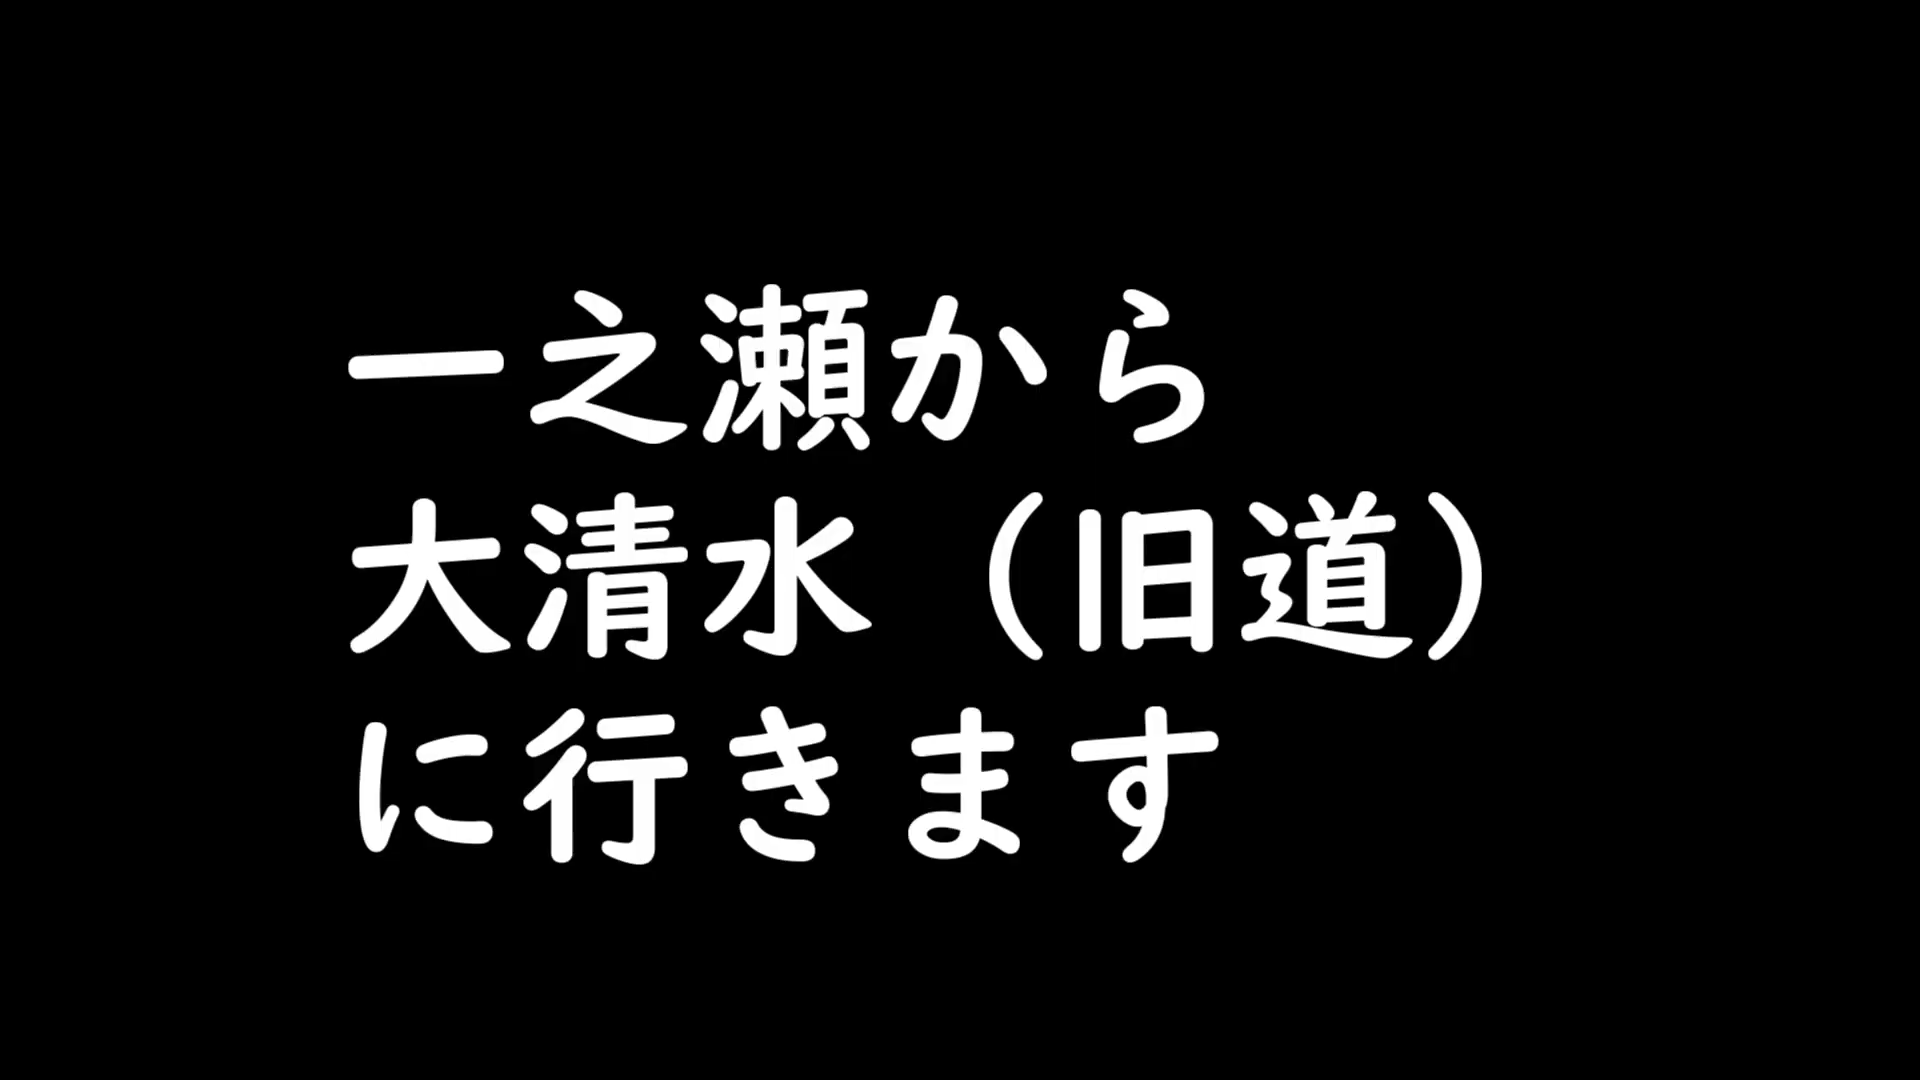 一之瀬から
大清水（旧道）
に行きます